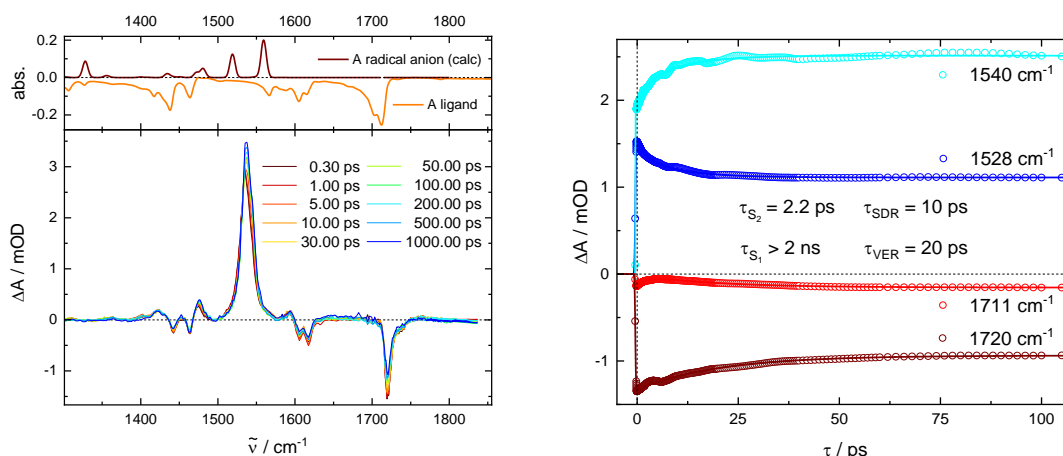 1400 1500 1600 1700 1800
0.2
0.0
-0.2
abs.
A radical anion (calc)
A ligand
3
2
1
0
-1
ΔA / mOD
0.30 ps 50.00 ps
1.00 ps 100.00 ps
5.00 ps 200.00 ps
10.00 ps 500.00 ps
30.00 ps 1000.00 ps
1400 1500 1600 1700 1800
ṽ / cm⁻¹
2
1
0
-1
ΔA / mOD
1540 cm⁻¹
1528 cm⁻¹
τ_S₂ = 2.2 ps τ_SDR = 10 ps
τ_S₁ > 2 ns τ_VER = 20 ps
1711 cm⁻¹
1720 cm⁻¹
0 25 50 75 100
τ / ps